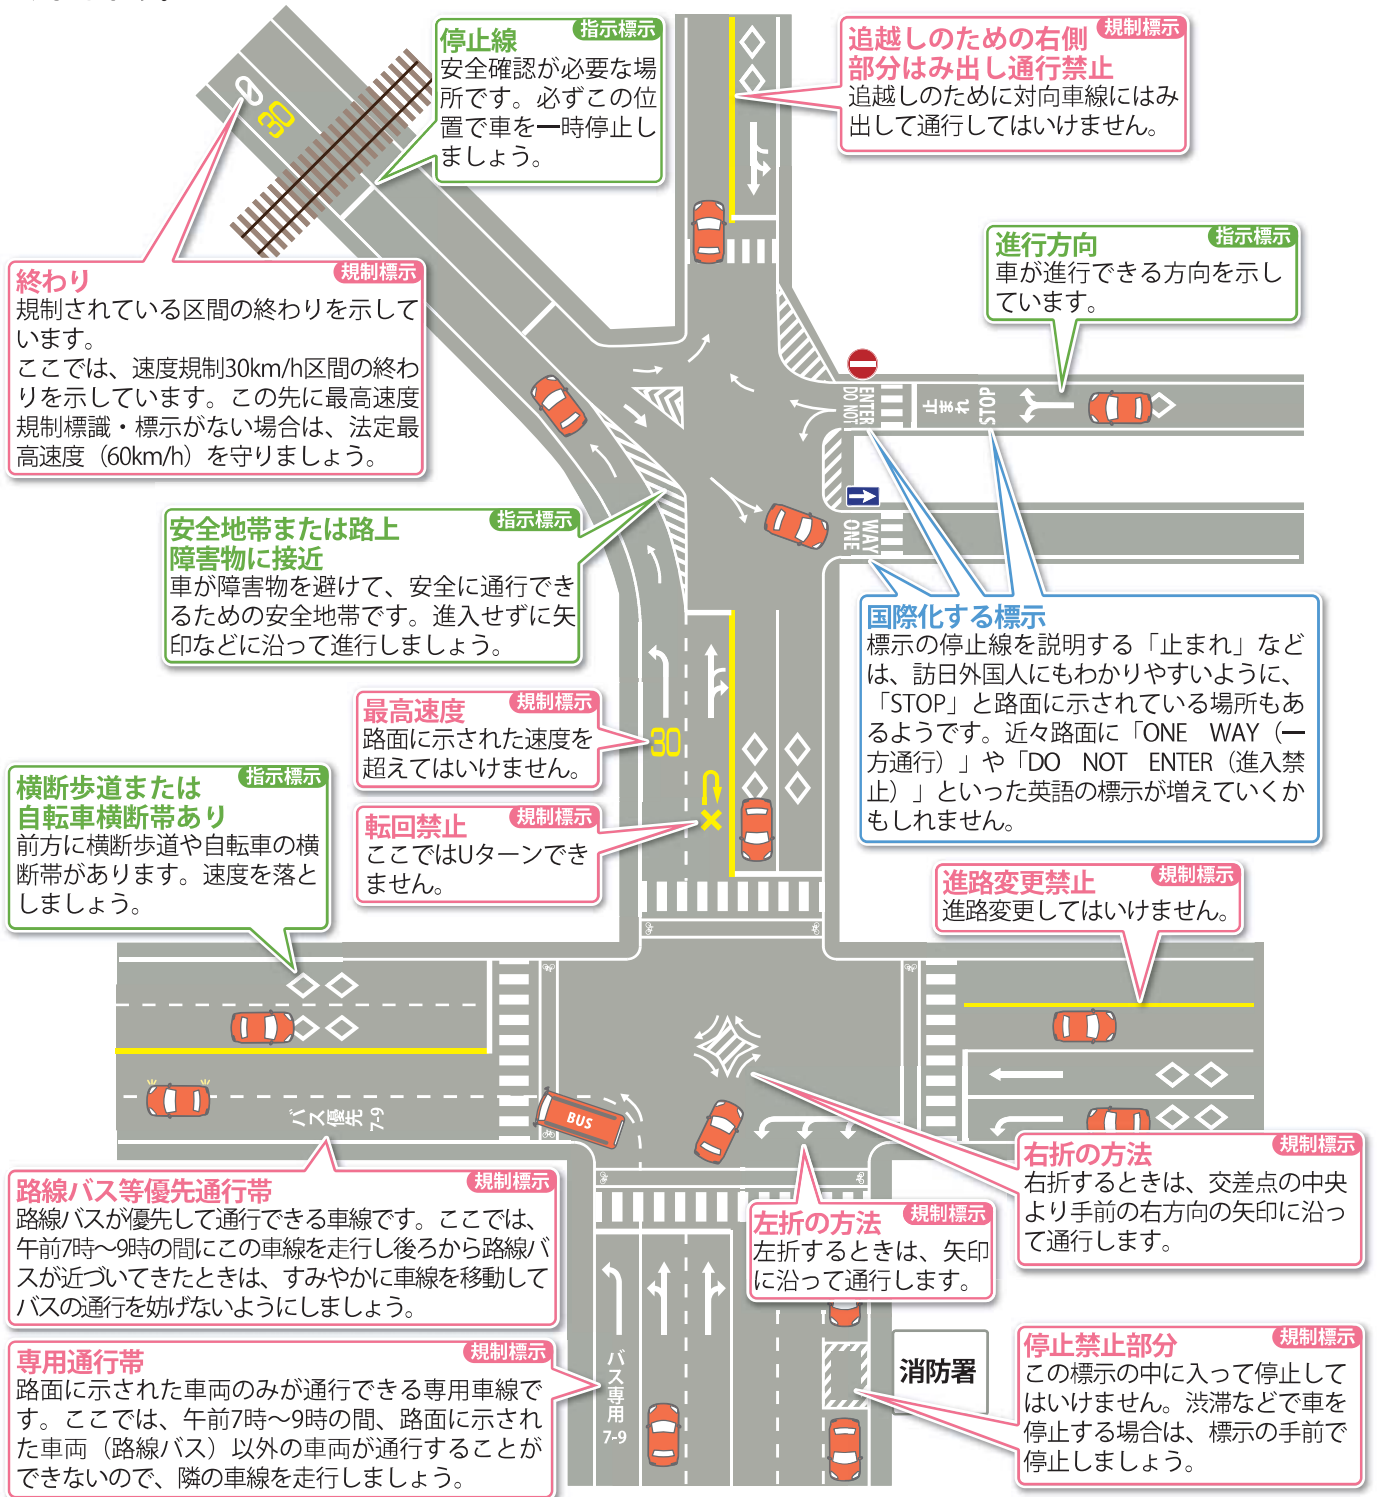 停止線
指示標示
安全確認が必要な場
所です。必ずこの位
置で車を一時停止し
ましょう。
追越しのための右側
規制標示
部分はみ出し通行禁止
追越しのために対向車線にはみ
出して通行してはいけません。
30
進行方向
指示標示
車が進行できる方向を示し
ています。
終わり
規制標示
規制されている区間の終わりを示して
います。
ここでは、速度規制30km/h区間の終わ
りを示しています。この先に最高速度
規制標識・標示がない場合は、法定最
高速度（60km/h）を守りましょう。
DO NOT
ENTER
止まれ
STOP
ONE
WAY
安全地帯または路上
指示標示
障害物に接近
車が障害物を避けて、安全に通行でき
るための安全地帯です。進入せずに矢
印などに沿って進行しましょう。
国際化する標示
標示の停止線を説明する「止まれ」など
は、訪日外国人にもわかりやすいように、
「STOP」と路面に示されている場所もあ
るようです。近々路面に「ONE　WAY（一
方通行）」や「DO　NOT　ENTER（進入禁
止）」といった英語の標示が増えていくか
もしれません。
最高速度
規制標示
路面に示された速度を
超えてはいけません。
30
転回禁止
規制標示
ここではUターンでき
ません。
横断歩道または
指示標示
自転車横断帯あり
前方に横断歩道や自転車の横
断帯があります。速度を落と
しましょう。
進路変更禁止
規制標示
進路変更してはいけません。
バス優先
7-9
BUS
路線バス等優先通行帯
規制標示
路線バスが優先して通行できる車線です。ここでは、
午前7時〜9時の間にこの車線を走行し後ろから路線バ
スが近づいてきたときは、すみやかに車線を移動して
バスの通行を妨げないようにしましょう。
左折の方法
規制標示
左折するときは、矢印
に沿って通行します。
右折の方法
規制標示
右折するときは、交差点の中央
より手前の右方向の矢印に沿っ
て通行します。
専用通行帯
規制標示
路面に示された車両のみが通行できる専用車線で
す。ここでは、午前7時〜9時の間、路面に示され
た車両（路線バス）以外の車両が通行することが
できないので、隣の車線を走行しましょう。
バス専用
7-9
消防署
停止禁止部分
規制標示
この標示の中に入って停止して
はいけません。渋滞などで車を
停止する場合は、標示の手前で
停止しましょう。